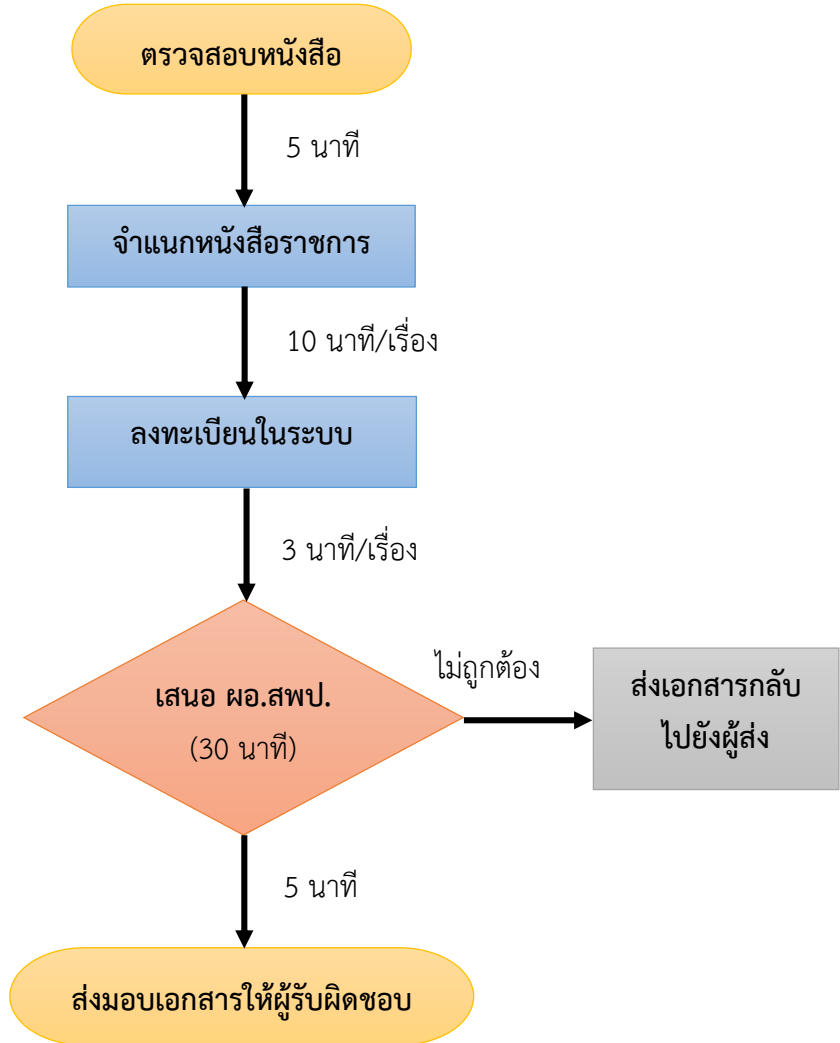 ตรวจสอบหนังสือ
5 นาที
จำแนกหนังสือราชการ
10 นาที/เรื่อง
ลงทะเบียนในระบบ
3 นาที/เรื่อง
เสนอ ผอ.สพป.
(30 นาที)
ไม่ถูกต้อง
ส่งเอกสารกลับ
ไปยังผู้ส่ง
5 นาที
ส่งมอบเอกสารให้ผู้รับผิดชอบ